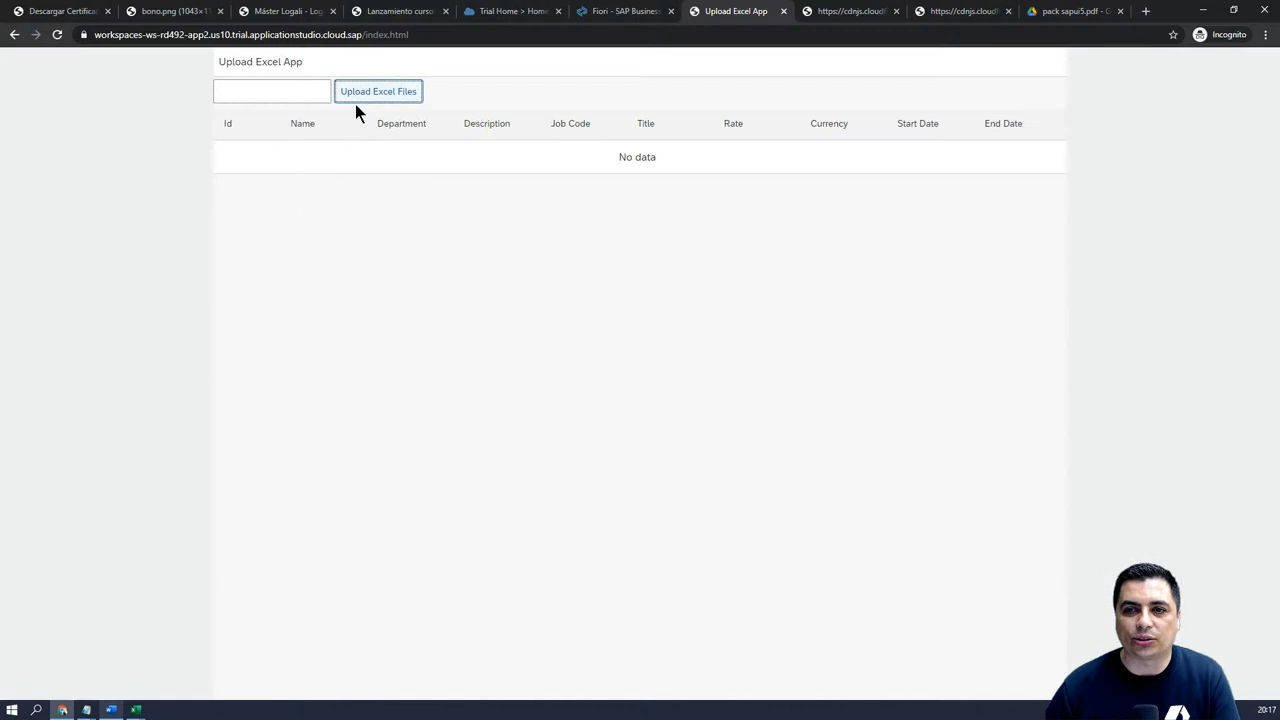 Descargar Certifica
bono.png (1043×1
Máster Logali - Log
Lanzamiento curso
Trial Home > Home
Fiori - SAP Business
Upload Excel App
https://cdnjs.cloudf
https://cdnjs.cloudf
pack sapui5.pdf - G
workspaces-ws-rd492-app2.us10.trial.applicationstudio.cloud.sap/index.html
Incognito
Upload Excel App
Upload Excel Files
Id Name Department Description Job Code Title Rate Currency Start Date End Date
No data
20:17